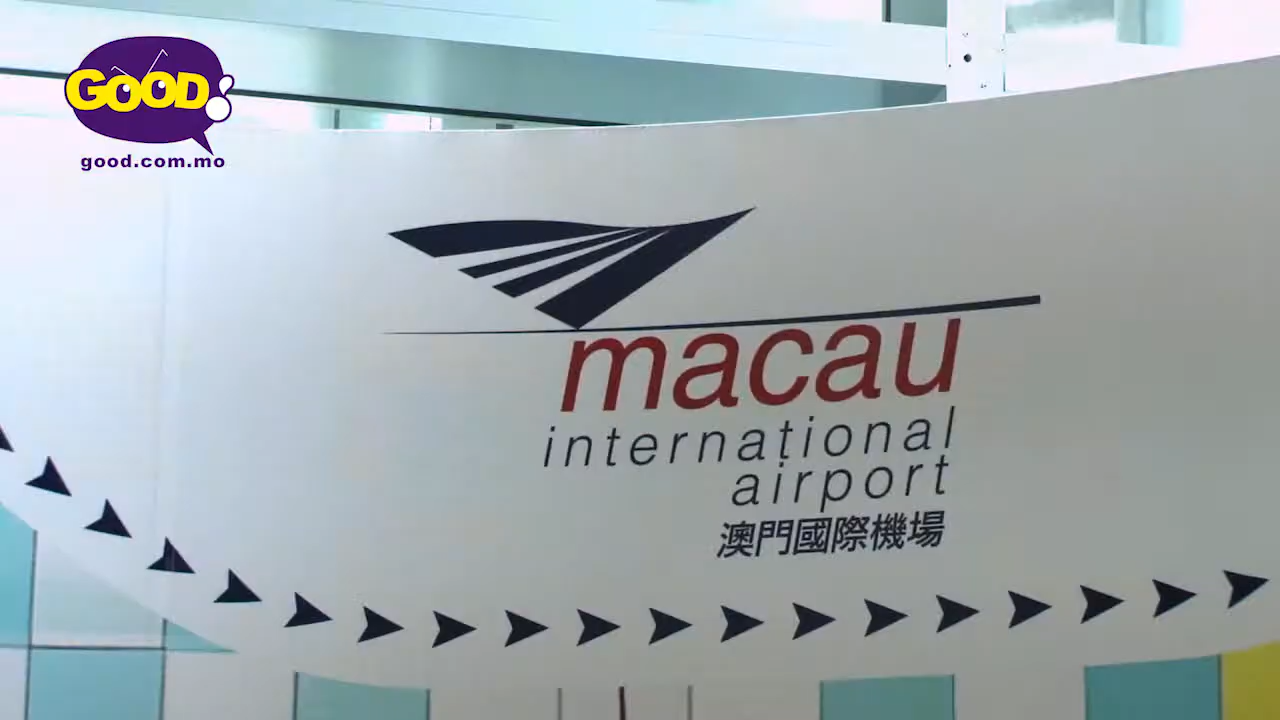 GOOD!
good.com.mo
macau
international
airport
澳門國際機場